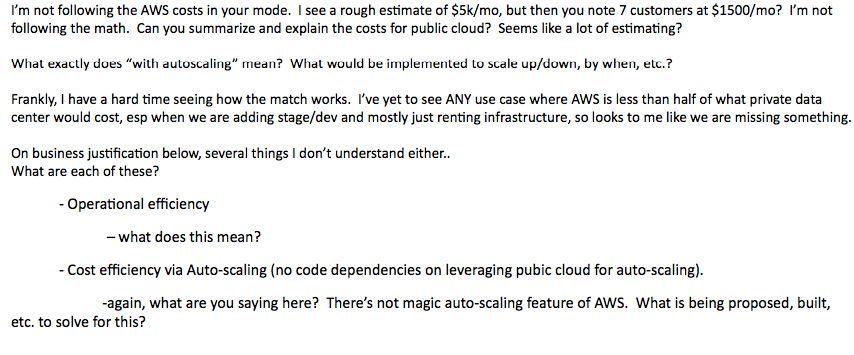 I'm not following the AWS costs in your mode.  I see a rough estimate of $5k/mo, but then you note 7 customers at $1500/mo?  I'm not
following the math.  Can you summarize and explain the costs for public cloud?  Seems like a lot of estimating?
What exactly does "with autoscaling" mean?  What would be implemented to scale up/down, by when, etc.?
Frankly, I have a hard time seeing how the match works.  I've yet to see ANY use case where AWS is less than half of what private data
center would cost, esp when we are adding stage/dev and mostly just renting infrastructure, so looks to me like we are missing something.
On business justification below, several things I don't understand either..
What are each of these?
- Operational efficiency
– what does this mean?
- Cost efficiency via Auto-scaling (no code dependencies on leveraging pubic cloud for auto-scaling).
-again, what are you saying here?  There's not magic auto-scaling feature of AWS.  What is being proposed, built,
etc. to solve for this?